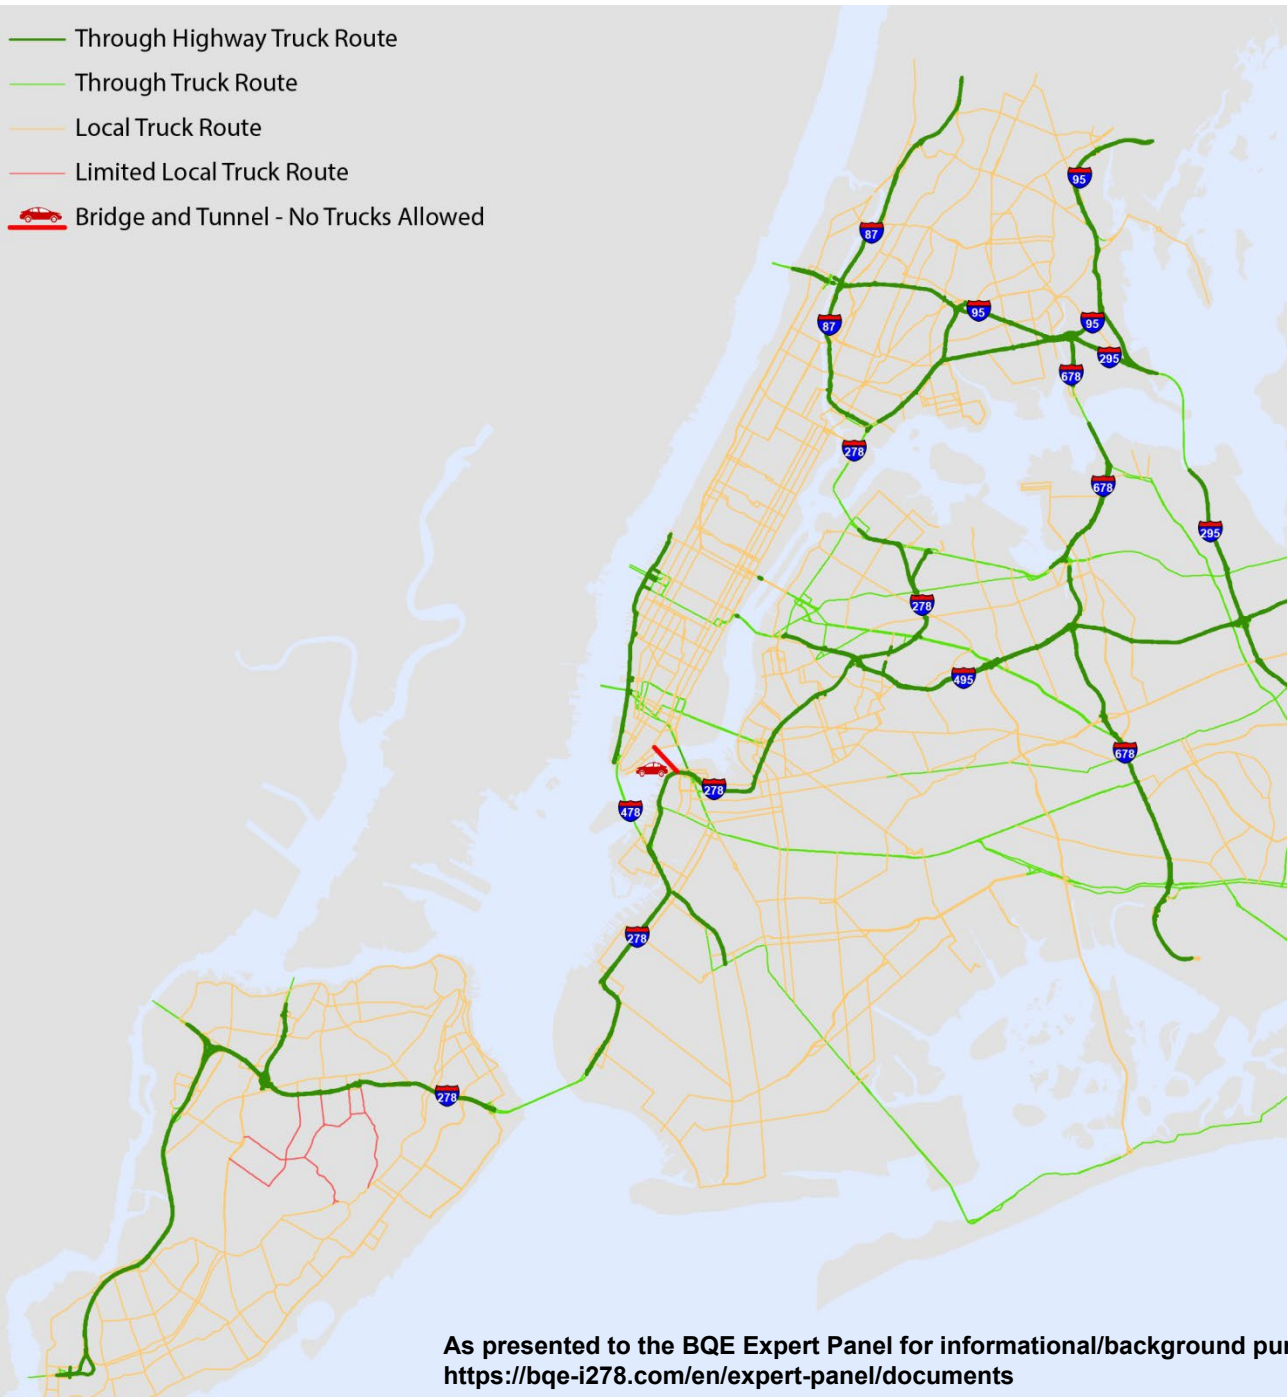 Through Highway Truck Route
Through Truck Route
Local Truck Route
Limited Local Truck Route
Bridge and Tunnel - No Trucks Allowed
95
87
95
87
95
295
678
278
678
295
278
495
678
278
478
278
278
As presented to the BQE Expert Panel for informational/background pur
https://bqe-i278.com/en/expert-panel/documents